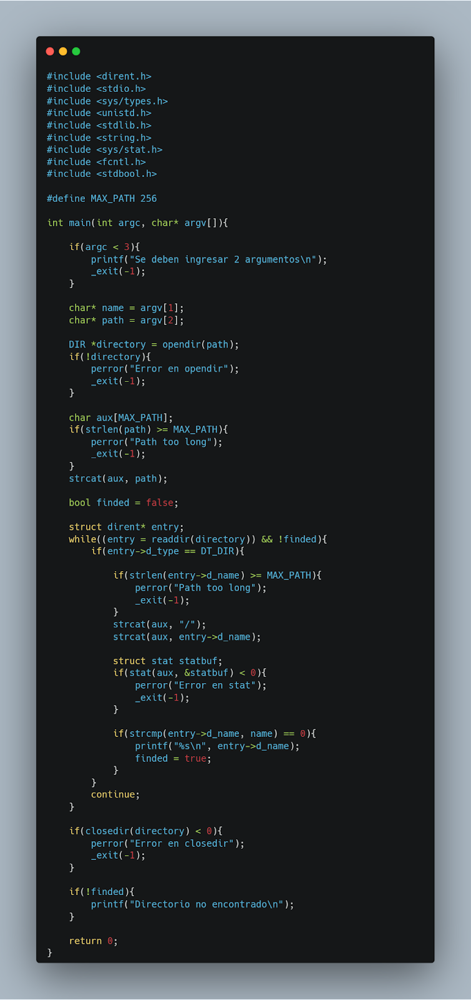 #include <dirent.h>
#include <stdio.h>
#include <sys/types.h>
#include <unistd.h>
#include <stdlib.h>
#include <string.h>
#include <sys/stat.h>
#include <fcntl.h>
#include <stdbool.h>

#define MAX_PATH 256

int main(int argc, char* argv[]){

    if(argc < 3){
        printf("Se deben ingresar 2 argumentos\n");
        _exit(-1);
    }

    char* name = argv[1];
    char* path = argv[2];

    DIR *directory = opendir(path);
    if(!directory){
        perror("Error en opendir");
        _exit(-1);
    }

    char aux[MAX_PATH];
    if(strlen(path) >= MAX_PATH){
        perror("Path too long");
        _exit(-1);
    }
    strcat(aux, path);

    bool finded = false;

    struct dirent* entry;
    while((entry = readdir(directory)) && !finded){
        if(entry->d_type == DT_DIR){

            if(strlen(entry->d_name) >= MAX_PATH){
                perror("Path too long");
                _exit(-1);
            }
            strcat(aux, "/");
            strcat(aux, entry->d_name);

            struct stat statbuf;
            if(stat(aux, &statbuf) < 0){
                perror("Error en stat");
                _exit(-1);
            }

            if(strcmp(entry->d_name, name) == 0){
                printf("%s\n", entry->d_name);
                finded = true;
            }
        }
        continue;
    }

    if(closedir(directory) < 0){
        perror("Error en closedir");
        _exit(-1);
    }

    if(!finded){
        printf("Directorio no encontrado\n");
    }

    return 0;
}